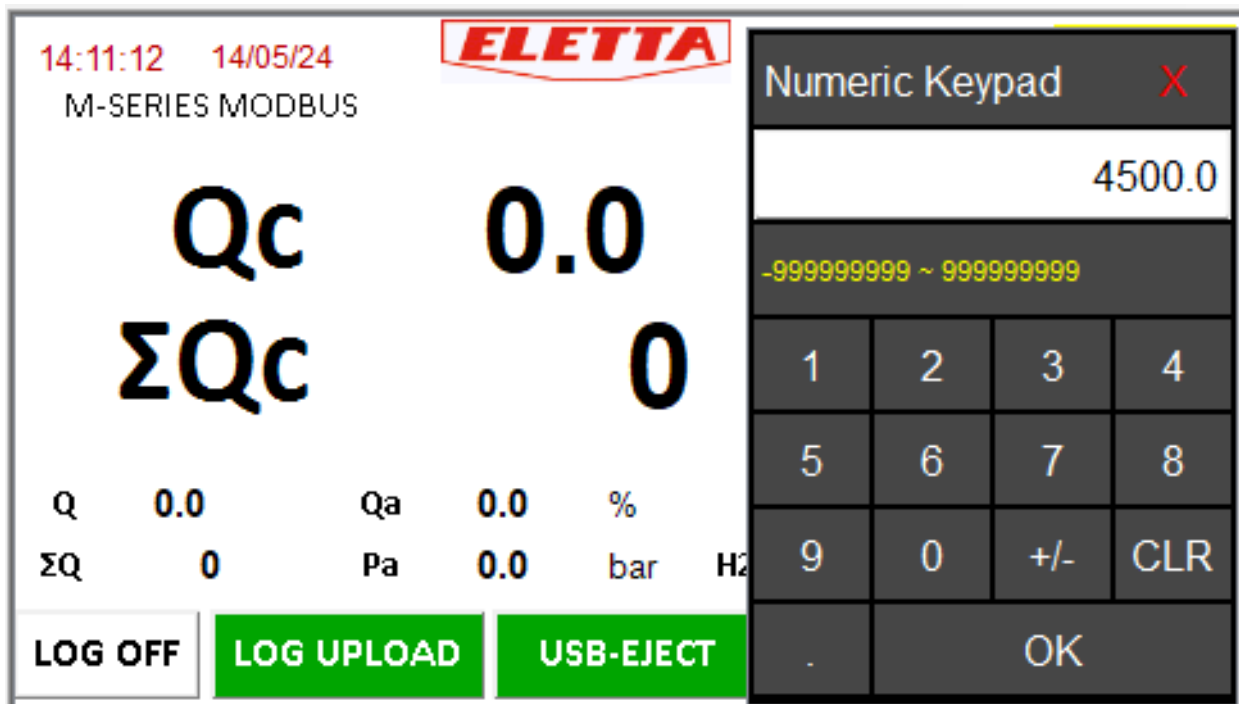 14:11:12 14/05/24
ELETTA
M-SERIES MODBUS
Qc 0.0
ΣQc 0
Q 0.0 Qa 0.0 %
ΣQ 0 Pa 0.0 bar H2
LOG OFF LOG UPLOAD USB-EJECT
Numeric Keypad X
4500.0
-999999999 ~ 999999999
1 2 3 4
5 6 7 8
9 0 +/- CLR
. OK